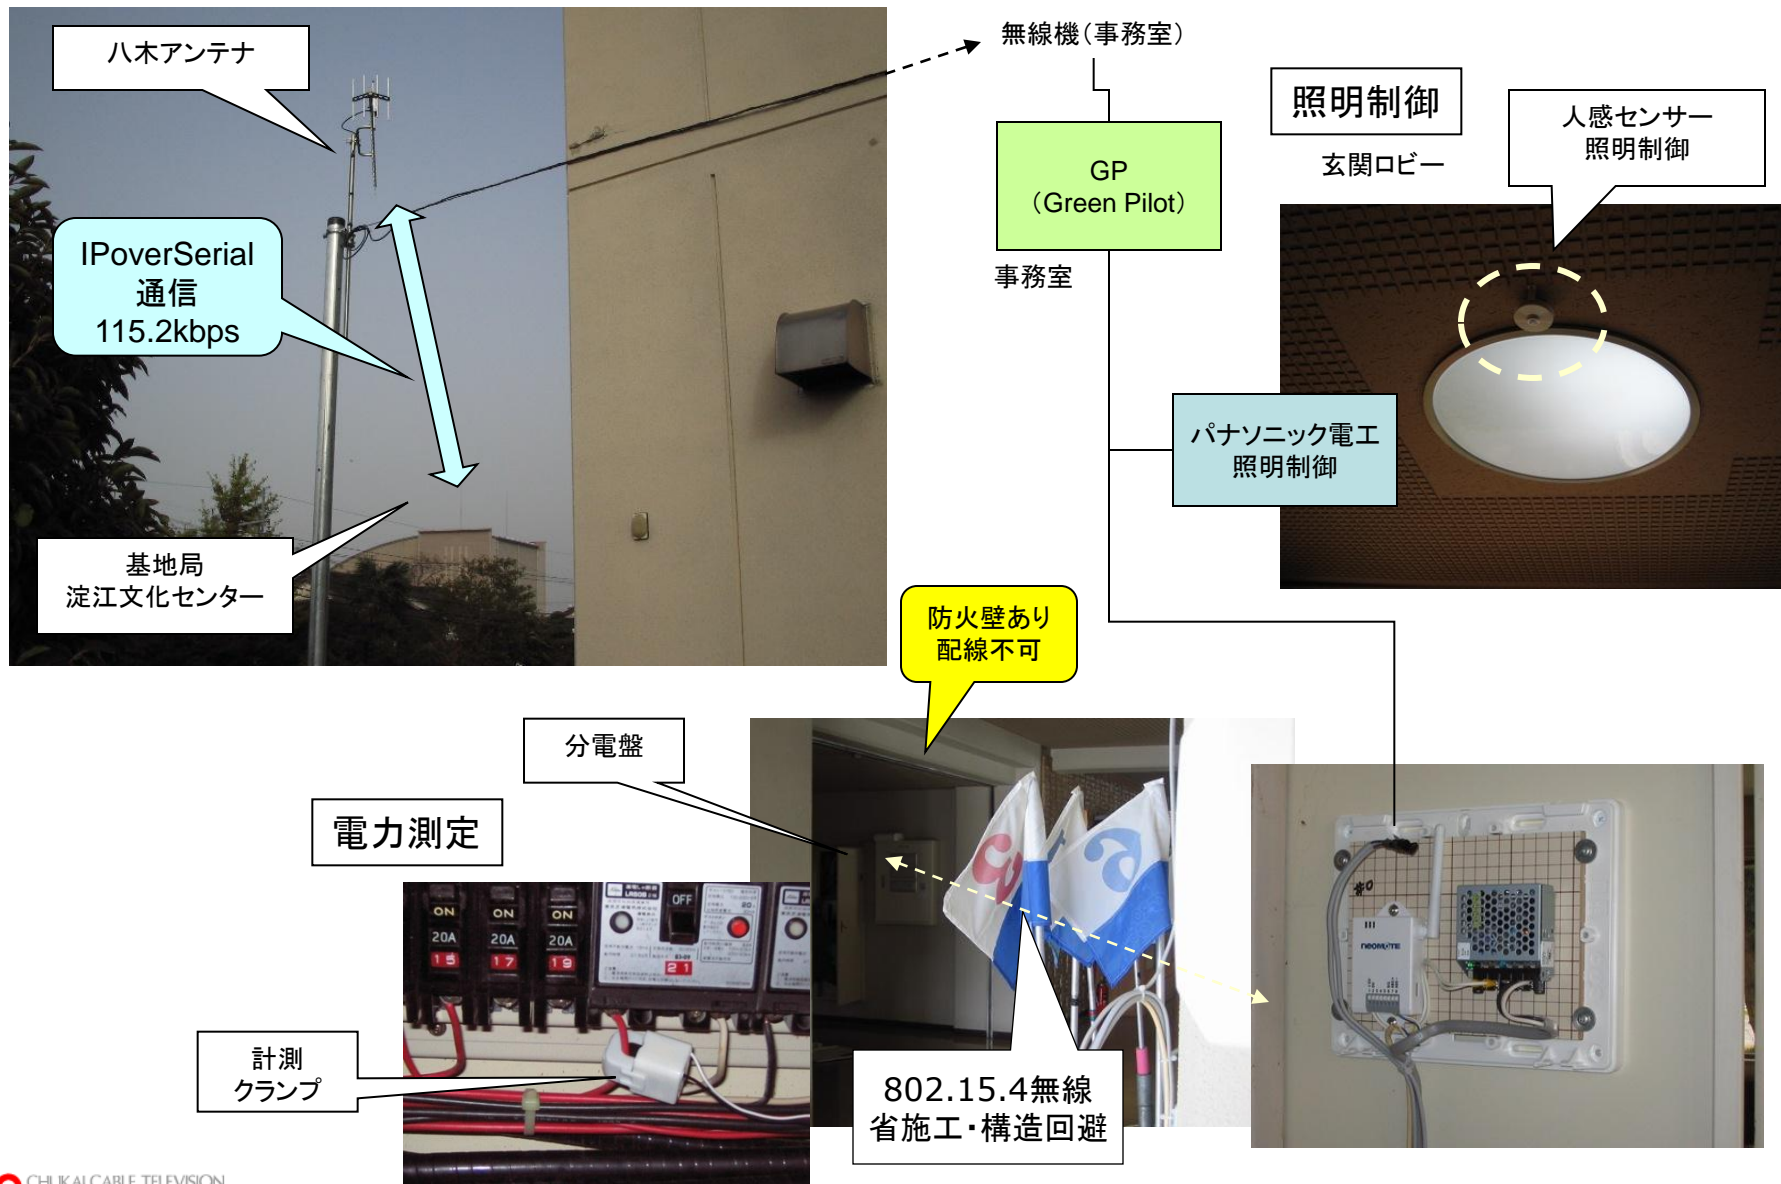 八木アンテナ
無線機(事務室)
照明制御
人感センサー
照明制御
玄関ロビー
GP
(Green Pilot)
事務室
IPoverSerial
通信
115.2kbps
パナソニック電工
照明制御
基地局
淀江文化センター
防火壁あり
配線不可
分電盤
電力測定
ON
ON
ON
OFF
20A
20A
20A
15
17
19
21
neomote
計測
クランプ
802.15.4無線
省施工・構造回避
CHUKAI CABLE TELEVISION